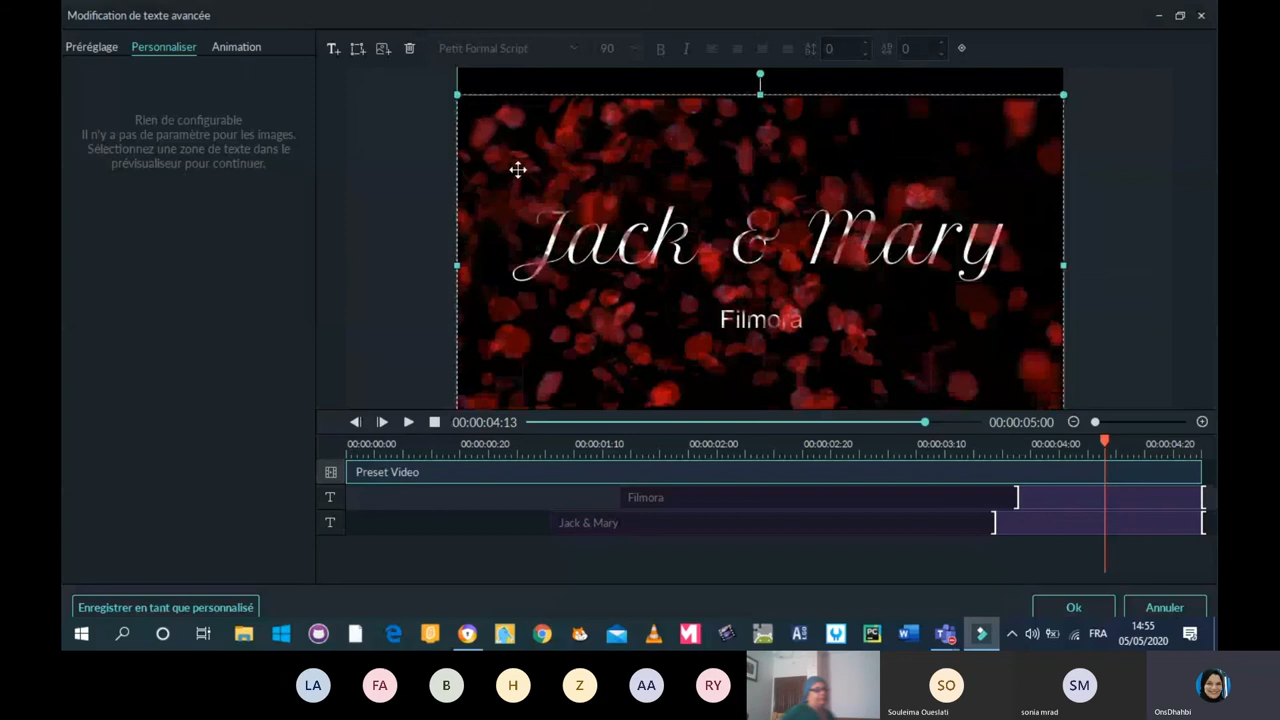 Modification de texte avancée
Préréglage Personnaliser Animation
Petit Formal Script 90 B I 0 0
Rien de configurable
Il n'y a pas de paramètre pour les images.
Sélectionnez une zone de texte dans le
prévisualiseur pour continuer.
Jack & Mary
Filmora
00:00:04:13 00:00:05:00
00:00:00:00 00:00:00:20 00:00:01:10 00:00:02:00 00:00:02:20 00:00:03:10 00:00:04:00 00:00:04:20
Preset Video
T Filmora
T Jack & Mary
Enregistrer en tant que personnalisé Ok Annuler
FRA
14:55
05/05/2020
LA FA B H Z AA RY SO SM
Souleima Oueslati sonia mrad OnsDhahbi